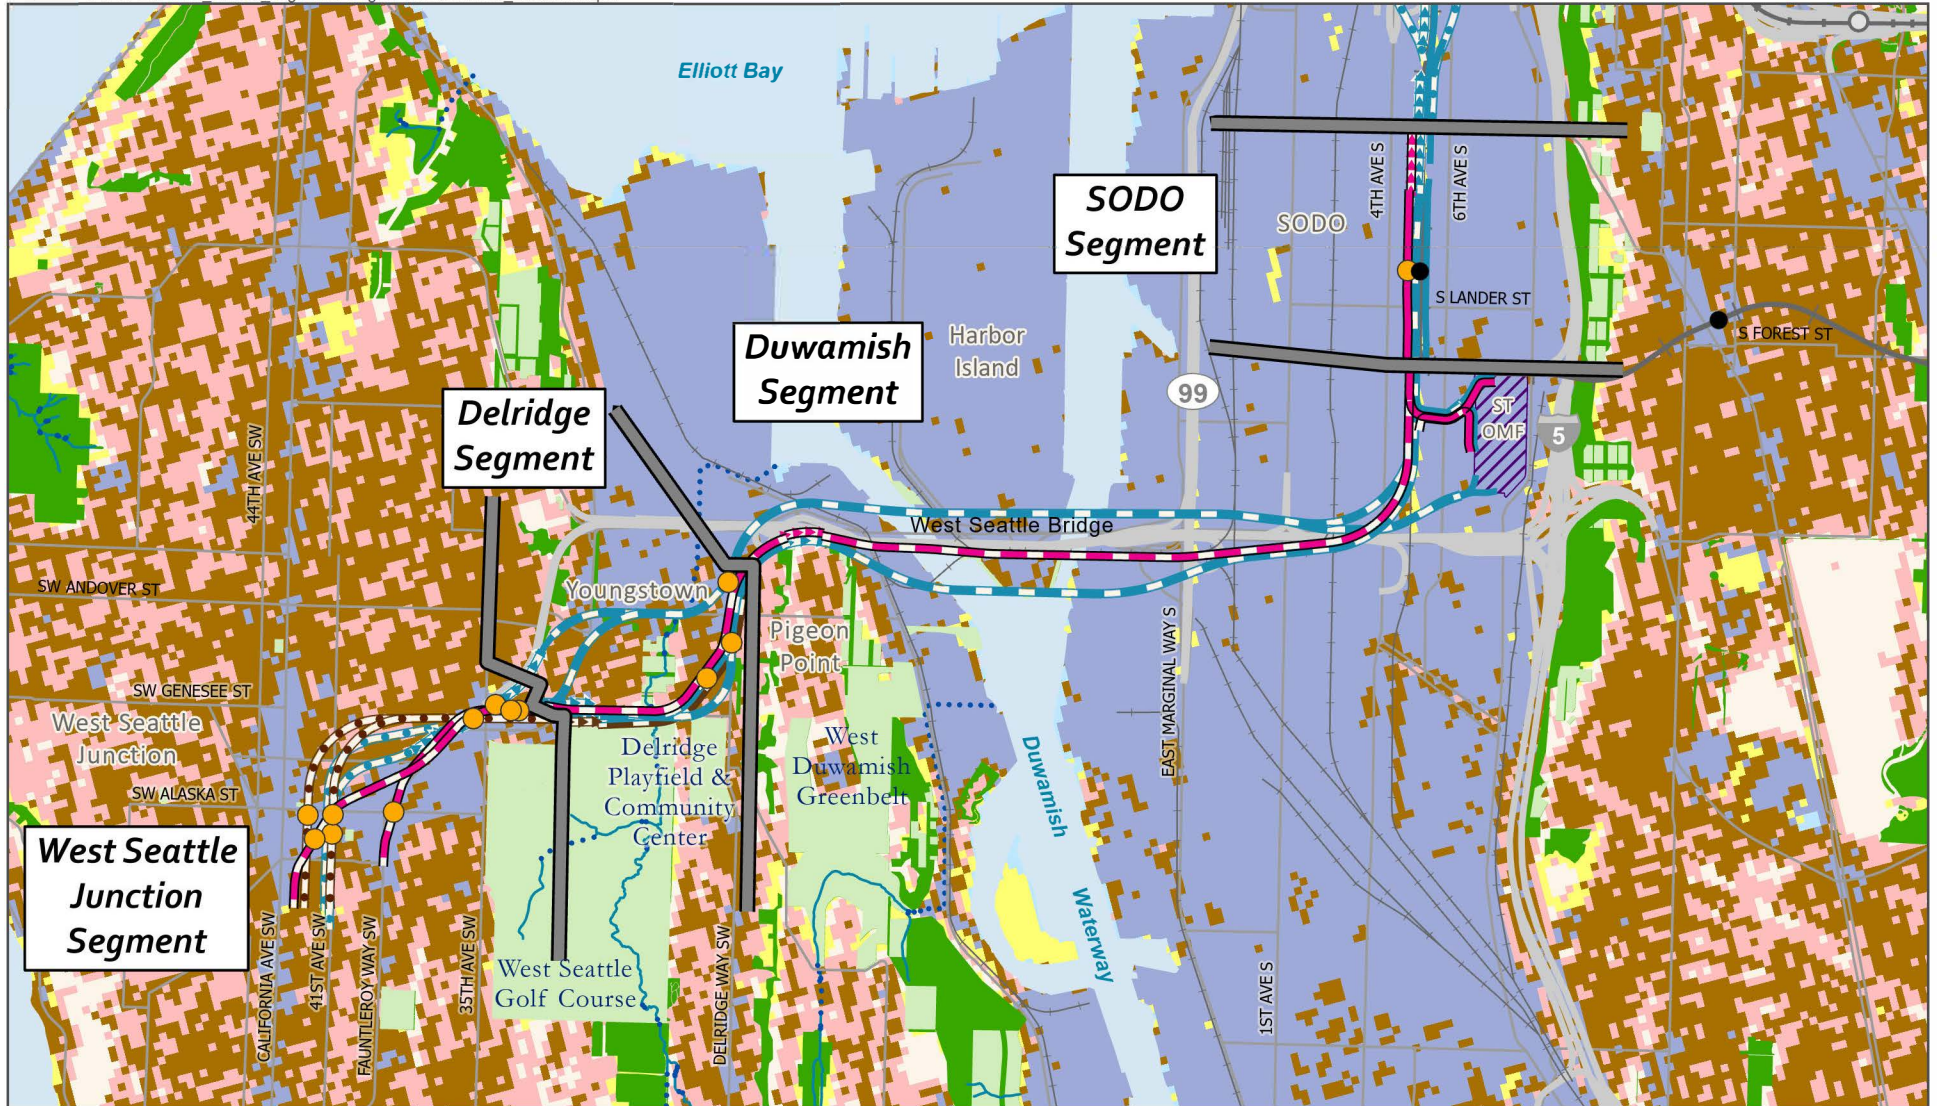 Elliott Bay
SODO
Segment
4TH AVE S
6TH AVE S
SODO
S LANDER ST
S FOREST ST
Duwamish
Segment
Harbor
Island
99
Delridge
Segment
ST
OMF
5
44TH AVE SW
West Seattle Bridge
SW ANDOVER ST
Youngstown
Pigeon
Point
EAST MARGINAL WAY S
SW GENESEE ST
West Seattle
Junction
SW ALASKA ST
Delridge
Playfield &
Community
Center
West
Duwamish
Greenbelt
Duwamish
Waterway
West Seattle
Junction
Segment
CALIFORNIA AVE SW
41ST AVE SW
FAUNTLEROY WAY SW
35TH AVE SW
West Seattle
Golf Course
DELRIDGE WAY SW
1ST AVE S